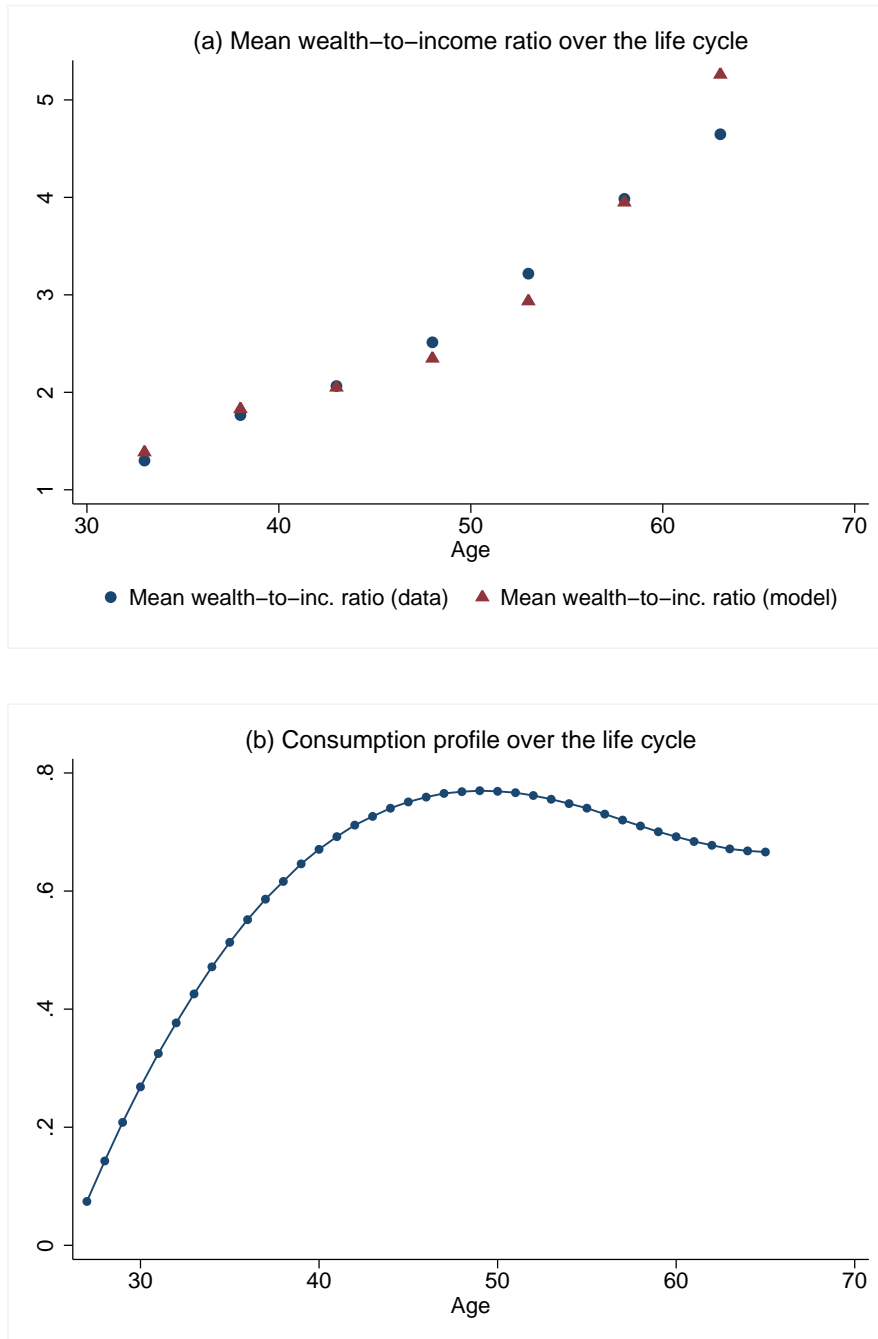 (a) Mean wealth−to−income ratio over the life cycle
5
4
3
2
1
30 40 50 60 70
Age
Mean wealth−to−inc. ratio (data) Mean wealth−to−inc. ratio (model)
(b) Consumption profile over the life cycle
.8
.6
.4
.2
0
30 40 50 60 70
Age